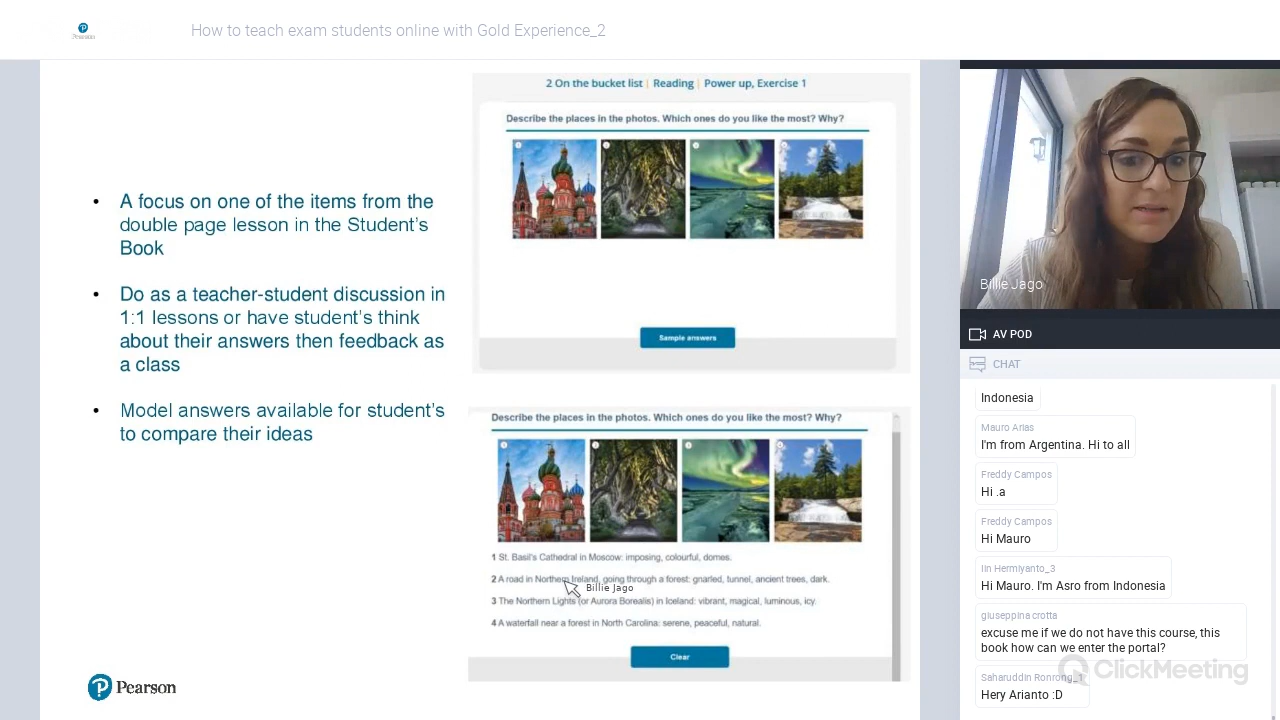 Pearson
How to teach exam students online with Gold Experience_2
• A focus on one of the items from the
double page lesson in the Student's
Book
• Do as a teacher-student discussion in
1:1 lessons or have student's think
about their answers then feedback as
a class
• Model answers available for student's
to compare their ideas
Pearson
2 On the bucket list | Reading | Power up, Exercise 1
Describe the places in the photos. Which ones do you like the most? Why?
Sample answers
Describe the places in the photos. Which ones do you like the most? Why?
1 St. Basil's Cathedral in Moscow: imposing, colourful, domes.
2 A road in Northern Ireland, going through a forest: gnarled, tunnel, ancient trees, dark.
Billie Jago
3 The Northern Lights (or Aurora Borealis) in Iceland: vibrant, magical, luminous, icy.
4 A waterfall near a forest in North Carolina: serene, peaceful, natural.
Clear
Billie Jago
AV POD
CHAT
Indonesia
Mauro Arias
I'm from Argentina. Hi to all
Freddy Campos
Hi .a
Freddy Campos
Hi Mauro
Iin Hermiyanto_3
Hi Mauro. I'm Asro from Indonesia
giuseppina crotta
excuse me if we do not have this course, this
book how can we enter the portal?
Saharuddin Ronrong_1
Hery Arianto :D
ClickMeeting